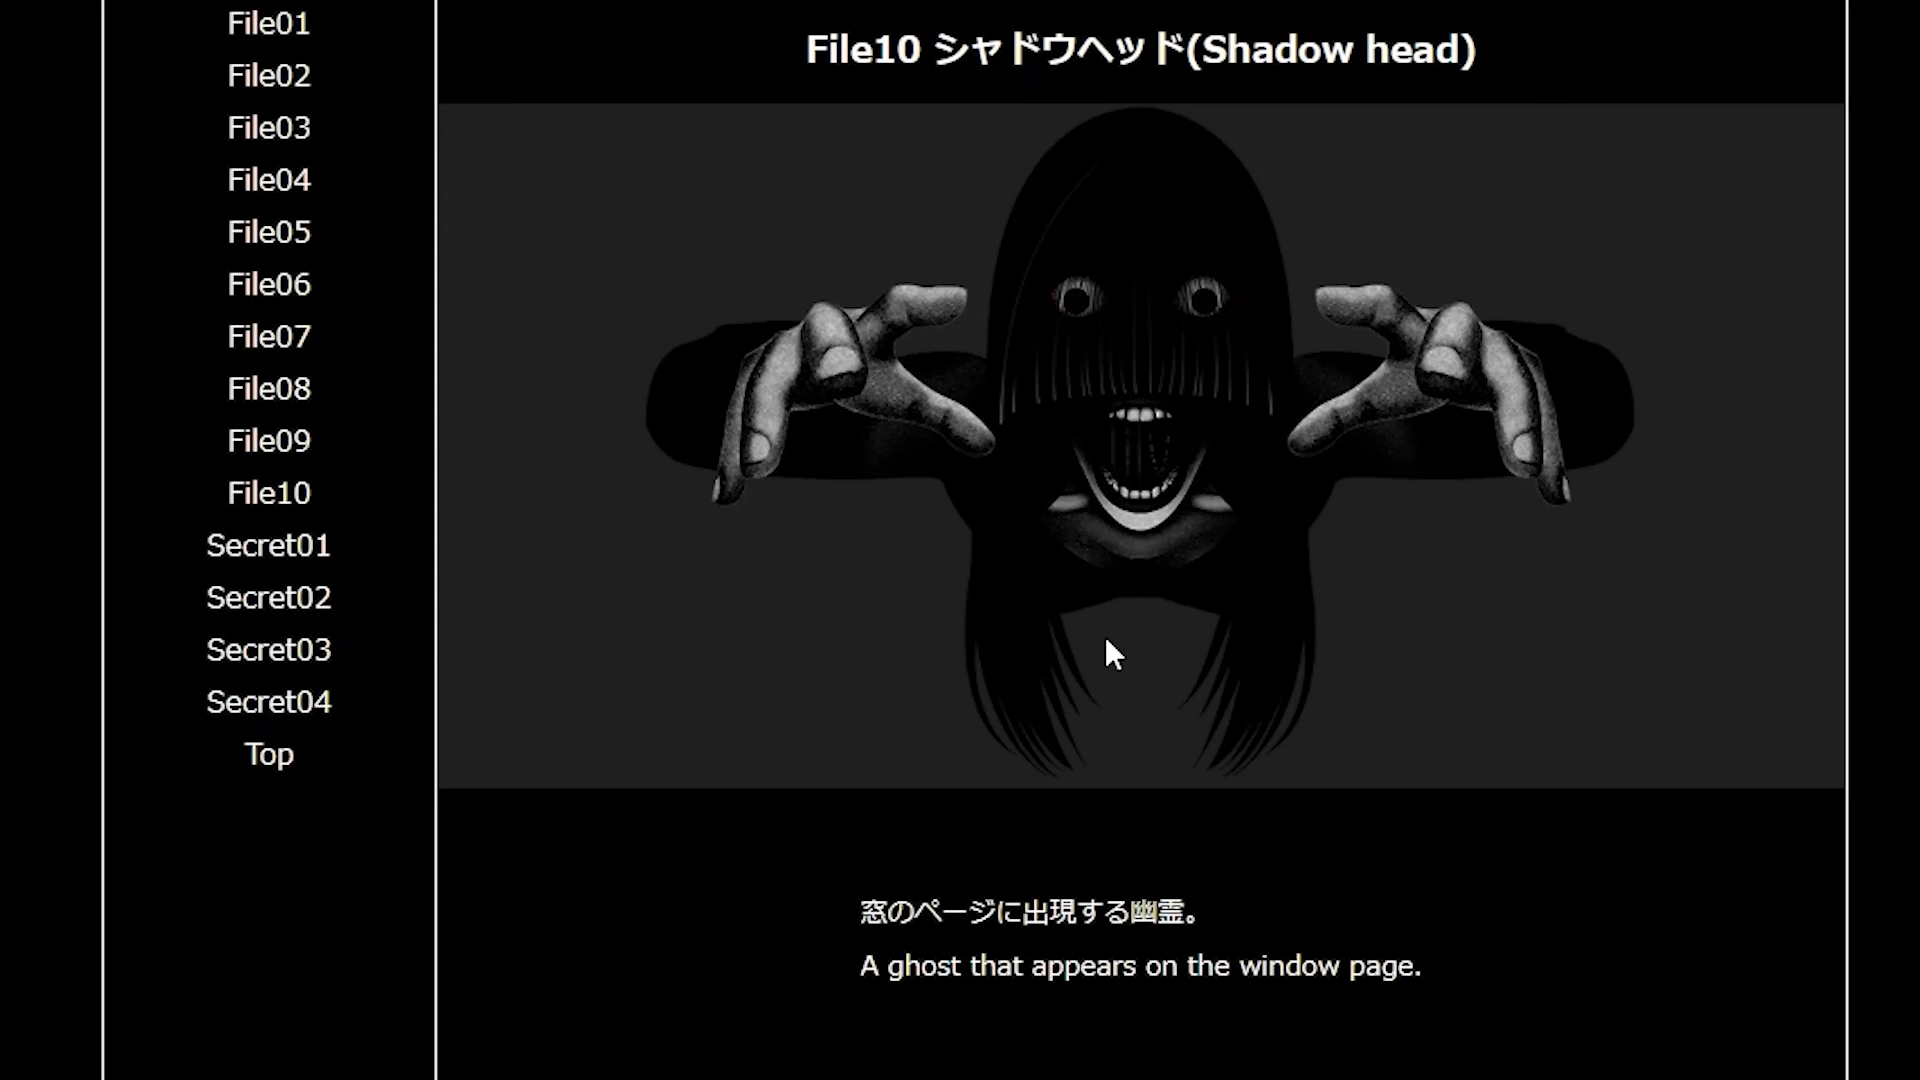 File01
File02
File03
File04
File05
File06
File07
File08
File09
File10
Secret01
Secret02
Secret03
Secret04
Top
File10 シャドウヘッド(Shadow head)
窓のページに出現する幽霊。
A ghost that appears on the window page.